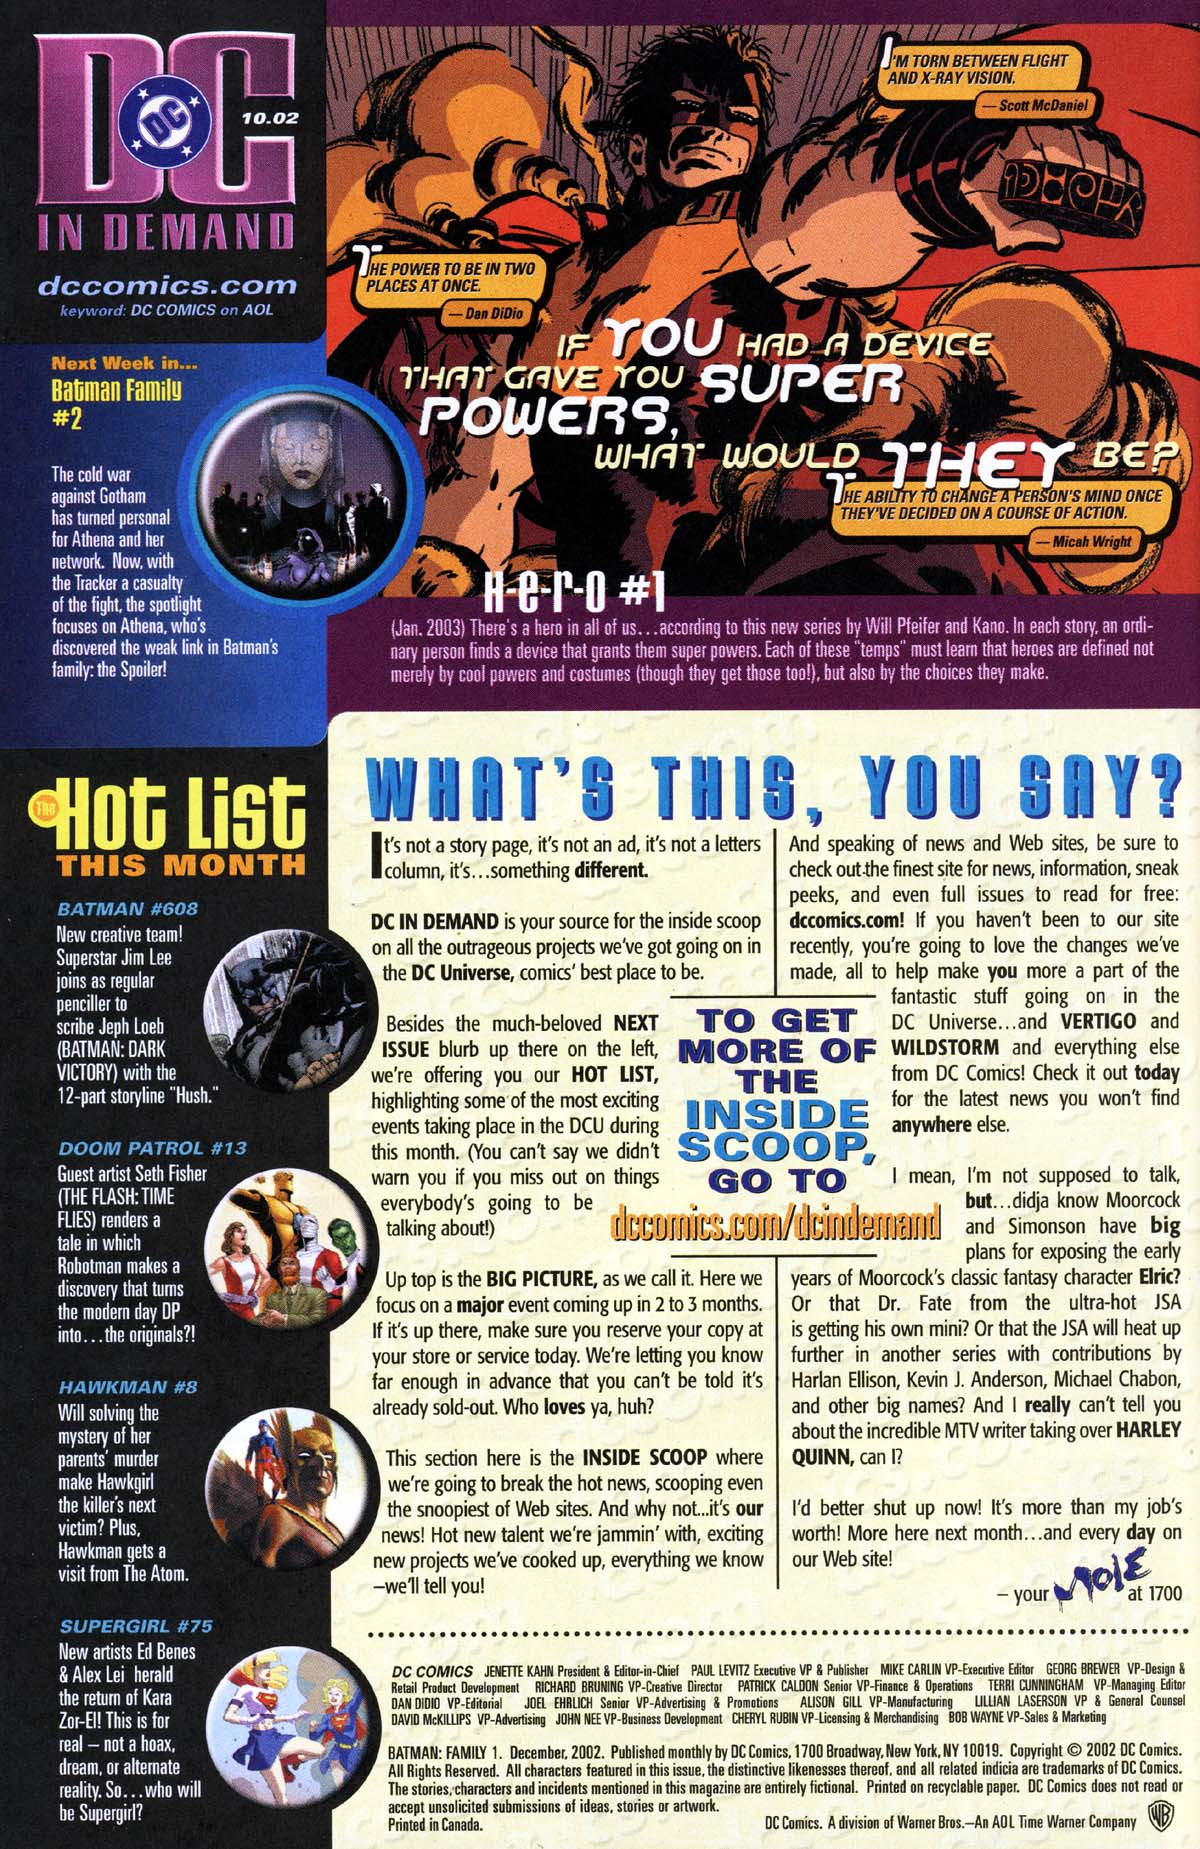 DC
DC
10.02
IN DEMAND
dccomics.com
keyword: DC COMICS on AOL
Next Week in...
Batman Family
#2
The cold war
against Gotham
has turned personal
for Athena and her
network. Now, with
the Tracker a casualty
of the fight, the spotlight
focuses on Athena, who's
discovered the weak link in Batman's
family: the Spoiler!
I'M TORN BETWEEN FLIGHT
AND X-RAY VISION.
— Scott McDaniel
THE POWER TO BE IN TWO
PLACES AT ONCE.
— Dan DiDio
IF YOU HAD A DEVICE
THAT GAVE YOU SUPER
POWERS,
WHAT WOULD THEY BE?
THE ABILITY TO CHANGE A PERSON'S MIND ONCE
THEY'VE DECIDED ON A COURSE OF ACTION.
— Micah Wright
H-e-r-o #1
(Jan. 2003) There's a hero in all of us...according to this new series by Will Pfeifer and Kano. In each story, an ordi-
nary person finds a device that grants them super powers. Each of these "temps" must learn that heroes are defined not
merely by cool powers and costumes (though they get those too!), but also by the choices they make.
The
Hot List
THIS MONTH
BATMAN #608
New creative team!
Superstar Jim Lee
joins as regular
penciller to
scribe Jeph Loeb
(BATMAN: DARK
VICTORY) with the
12-part storyline "Hush."
DOOM PATROL #13
Guest artist Seth Fisher
(THE FLASH: TIME
FLIES) renders a
tale in which
Robotman makes a
discovery that turns
the modern day DP
into...the originals?!
HAWKMAN #8
Will solving the
mystery of her
parents' murder
make Hawkgirl
the killer's next
victim? Plus,
Hawkman gets a
visit from The Atom.
SUPERGIRL #75
New artists Ed Benes
& Alex Lei herald
the return of Kara
Zor-El! This is for
real – not a hoax,
dream, or alternate
reality. So...who will
be Supergirl?
WHAT'S THIS, YOU SAY?
It's not a story page, it's not an ad, it's not a letters
column, it's...something different.
DC IN DEMAND is your source for the inside scoop
on all the outrageous projects we've got going on in
the DC Universe, comics' best place to be.
Besides the much-beloved NEXT
ISSUE blurb up there on the left,
we're offering you our HOT LIST,
highlighting some of the most exciting
events taking place in the DCU during
this month. (You can't say we didn't
warn you if you miss out on things
everybody's going to be
talking about!)
Up top is the BIG PICTURE, as we call it. Here we
focus on a major event coming up in 2 to 3 months.
If it's up there, make sure you reserve your copy at
your store or service today. We're letting you know
far enough in advance that you can't be told it's
already sold-out. Who loves ya, huh?
This section here is the INSIDE SCOOP where
we're going to break the hot news, scooping even
the snoopiest of Web sites. And why not...it's our
news! Hot new talent we're jammin' with, exciting
new projects we've cooked up, everything we know
–we'll tell you!
TO GET
MORE OF
THE
INSIDE
SCOOP,
GO TO
dccomics.com/dcindemand
And speaking of news and Web sites, be sure to
check out the finest site for news, information, sneak
peeks, and even full issues to read for free:
dccomics.com! If you haven't been to our site
recently, you're going to love the changes we've
made, all to help make you more a part of the
fantastic stuff going on in the
DC Universe...and VERTIGO and
WILDSTORM and everything else
from DC Comics! Check it out today
for the latest news you won't find
anywhere else.
I mean, I'm not supposed to talk,
but...didja know Moorcock
and Simonson have big
plans for exposing the early
years of Moorcock's classic fantasy character Elric?
Or that Dr. Fate from the ultra-hot JSA
is getting his own mini? Or that the JSA will heat up
further in another series with contributions by
Harlan Ellison, Kevin J. Anderson, Michael Chabon,
and other big names? And I really can't tell you
about the incredible MTV writer taking over HARLEY
QUINN, can I?
I'd better shut up now! It's more than my job's
worth! More here next month...and every day on
our Web site!
– your MOLE at 1700
DC COMICS JENETTE KAHN President & Editor-in-Chief PAUL LEVITZ Executive VP & Publisher MIKE CARLIN VP-Executive Editor GEORG BREWER VP-Design &
Retail Product Development RICHARD BRUNING VP-Creative Director PATRICK CALDON Senior VP-Finance & Operations TERRI CUNNINGHAM VP-Managing Editor
DAN DIDIO VP-Editorial JOEL EHRLICH Senior VP-Advertising & Promotions ALISON GILL VP-Manufacturing LILLIAN LASERSON VP & General Counsel
DAVID McKILLIPS VP-Advertising JOHN NEE VP-Business Development CHERYL RUBIN VP-Licensing & Merchandising BOB WAYNE VP-Sales & Marketing
BATMAN: FAMILY 1. December, 2002. Published monthly by DC Comics, 1700 Broadway, New York, NY 10019. Copyright © 2002 DC Comics.
All Rights Reserved. All characters featured in this issue, the distinctive likenesses thereof, and all related indicia are trademarks of DC Comics.
The stories, characters and incidents mentioned in this magazine are entirely fictional. Printed on recyclable paper. DC Comics does not read or
accept unsolicited submissions of ideas, stories or artwork.
Printed in Canada.
DC Comics. A division of Warner Bros.–An AOL Time Warner Company
WB